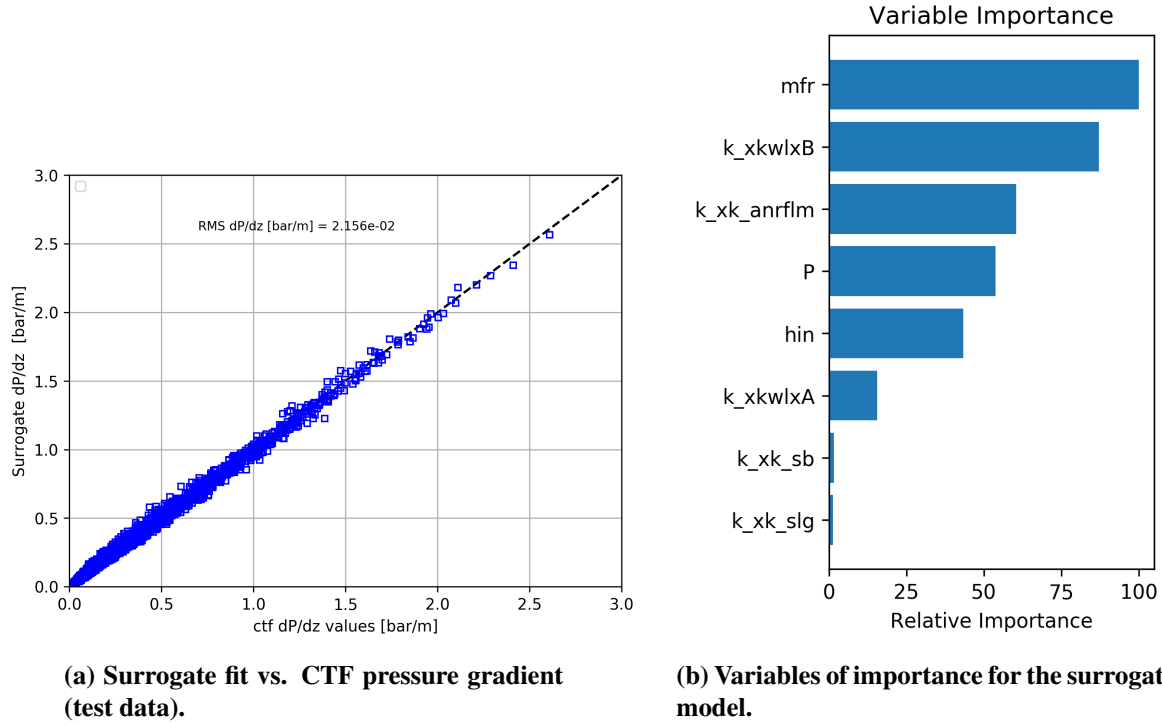 Variable Importance
3.0
2.5
2.0
1.5
1.0
0.5
0.0
Surrogate dP/dz [bar/m]
RMS dP/dz [bar/m] = 2.156e-02
0.0 0.5 1.0 1.5 2.0 2.5 3.0
ctf dP/dz values [bar/m]
mfr
k_xkwlxB
k_xk_anrflm
P
hin
k_xkwlxA
k_xk_sb
k_xk_slg
0 25 50 75 100
Relative Importance
(a) Surrogate fit vs. CTF pressure gradient
(test data).
(b) Variables of importance for the surrogat
model.